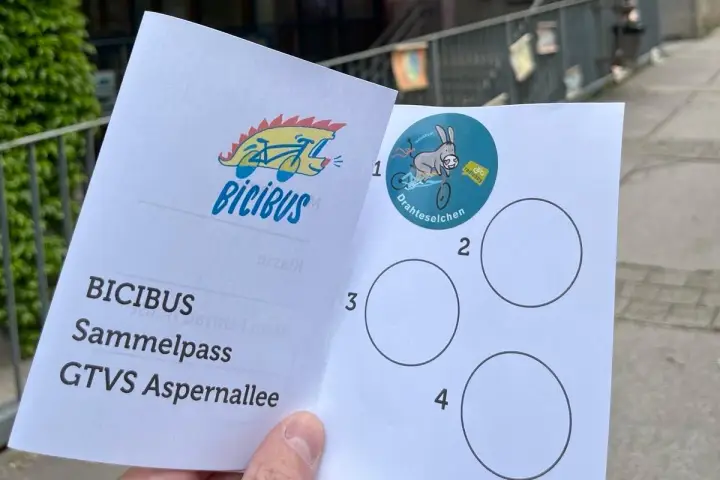 BICIBUS
BICIBUS
Sammelpass
GTVS Aspernallee
1
Drahteselchen
2
3
4